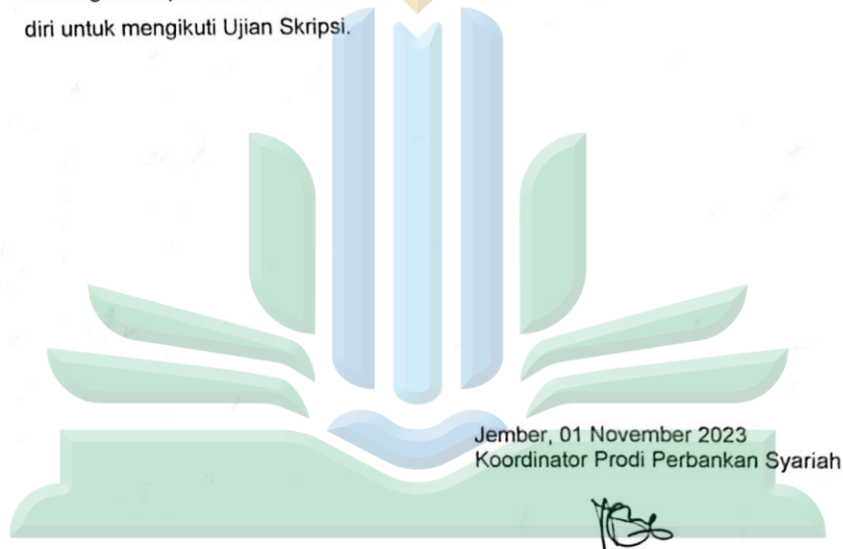 diri untuk mengikuti Ujian Skripsi.
Jember, 01 November 2023
Koordinator Prodi Perbankan Syariah